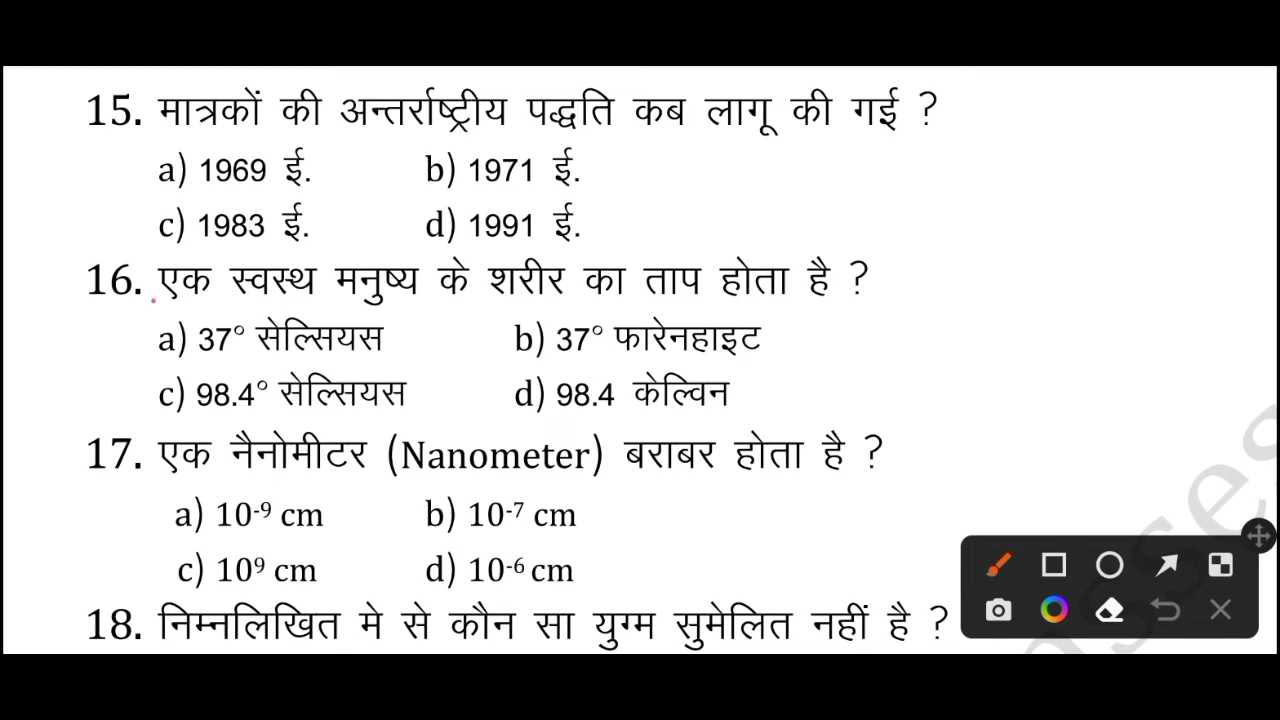 15. मात्रकों की अन्तर्राष्ट्रीय पद्धति कब लागू की गई ?
a) 1969 ई. b) 1971 ई.
c) 1983 ई. d) 1991 ई.
16. एक स्वस्थ मनुष्य के शरीर का ताप होता है ?
a) 37° सेल्सियस b) 37° फारेनहाइट
c) 98.4° सेल्सियस d) 98.4 केल्विन
17. एक नैनोमीटर (Nanometer) बराबर होता है ?
a) 10⁻⁹ cm b) 10⁻⁷ cm
c) 10⁹ cm d) 10⁻⁶ cm
18. निम्नलिखित मे से कौन सा युग्म सुमेलित नहीं है ?